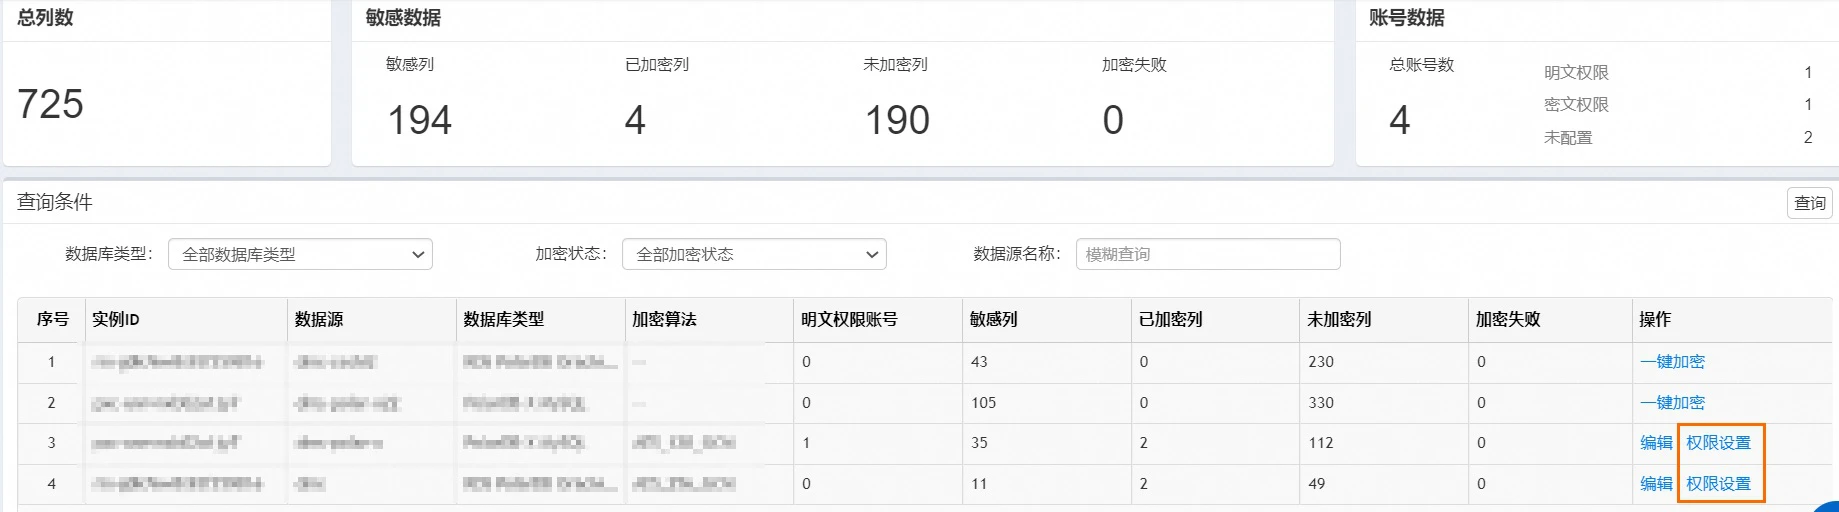 总列数 敏感数据 账号数据
敏感列 已加密列 未加密列 加密失败 总账号数 明文权限 1
725 194 4 190 0 4 密文权限 1
未配置 2
查询条件 查询
数据库类型： 全部数据库类型 加密状态： 全部加密状态 数据源名称： 模糊查询
序号 实例ID 数据源 数据库类型 加密算法 明文权限账号 敏感列 已加密列 未加密列 加密失败 操作
1 -- 0 43 0 230 0 一键加密
2 -- 0 105 0 330 0 一键加密
3 1 35 2 112 0 编辑 权限设置
4 0 11 2 49 0 编辑 权限设置